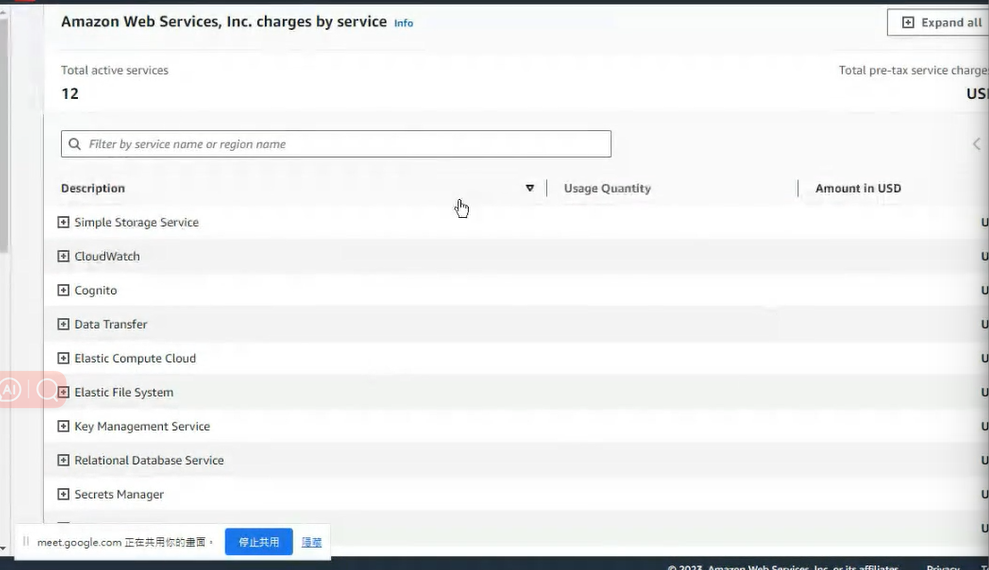 Amazon Web Services, Inc. charges by service Info
Expand all
Total active services
Total pre-tax service charge
12
USD
Filter by service name or region name
Description
Usage Quantity
Amount in USD
Simple Storage Service
U
CloudWatch
U
Cognito
U
Data Transfer
U
Elastic Compute Cloud
U
AI
Elastic File System
U
Key Management Service
U
Relational Database Service
U
Secrets Manager
U
U
meet.google.com 正在共用你的畫面。
停止共用
隱藏
© 2023, Amazon Web Services, Inc. or its affiliates.
Privacy